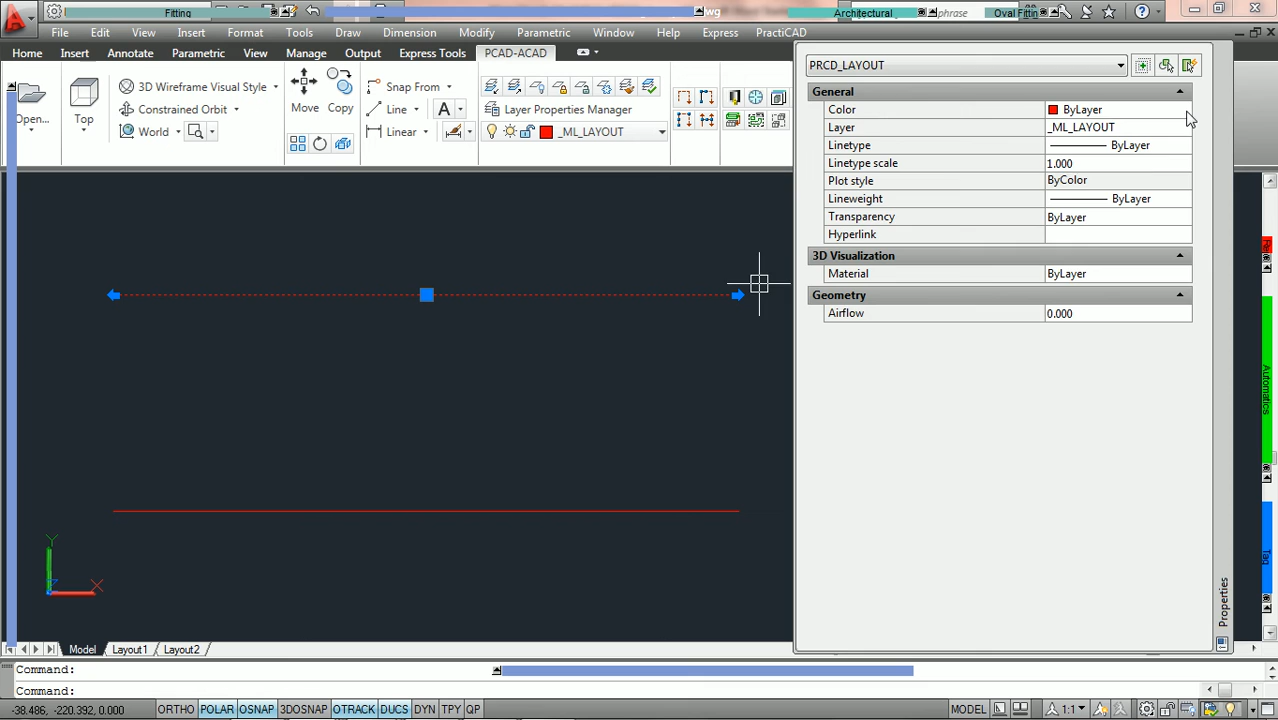 Fitting
wg
Architectural
phrase
Oval Fittin
File Edit View Insert Format Tools Draw Dimension Modify Parametric Window Help Express PractiCAD
Home Insert Annotate Parametric View Manage Output Express Tools PCAD-ACAD
Open...
Top
3D Wireframe Visual Style
Constrained Orbit
World
Move
Copy
Snap From
Line
A
Linear
Layer Properties Manager
_ML_LAYOUT
PRCD_LAYOUT
General
Color ByLayer
Layer _ML_LAYOUT
Linetype ByLayer
Linetype scale 1.000
Plot style ByColor
Lineweight ByLayer
Transparency ByLayer
Hyperlink
3D Visualization
Material ByLayer
Geometry
Airflow 0.000
Automatics
Tag
Properties
Y
X
Model Layout1 Layout2
Command:
Command:
-38.486, -220.392, 0.000 ORTHO POLAR OSNAP 3DOSNAP OTRACK DUCS DYN TPY QP MODEL 1:1